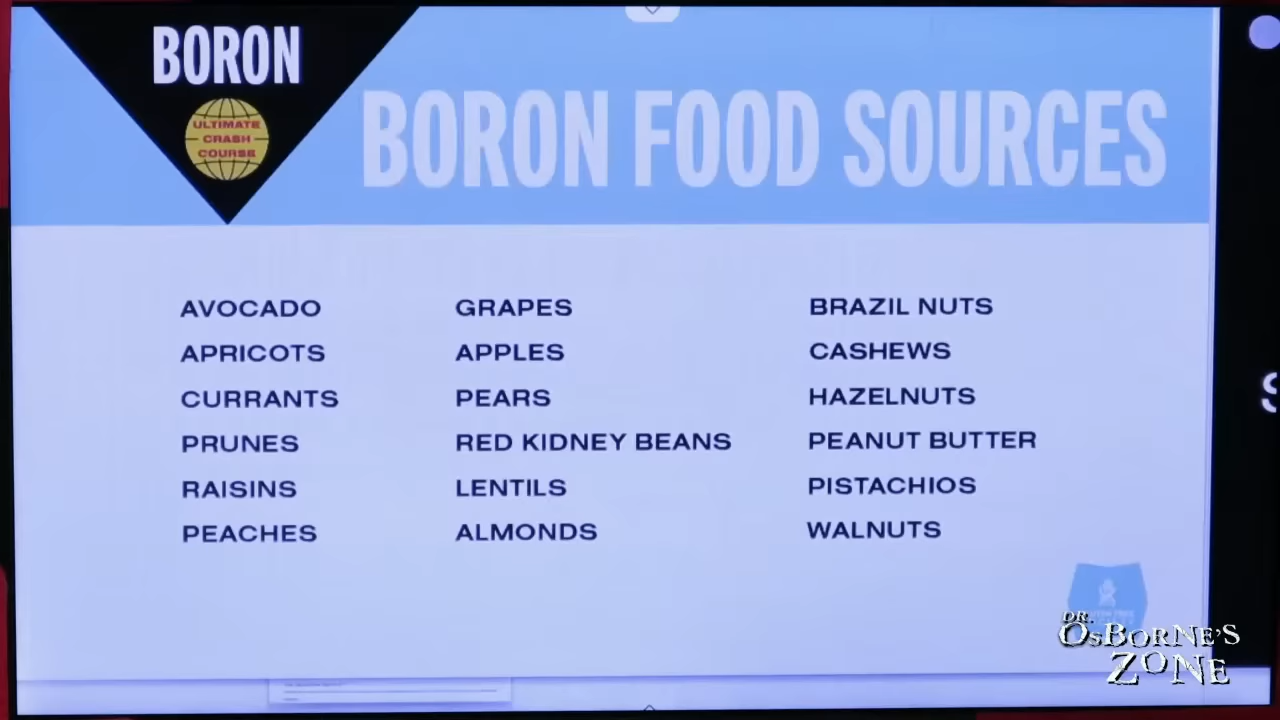 BORON
ULTIMATE
CRASH
COURSE
BORON FOOD SOURCES
AVOCADO
APRICOTS
CURRANTS
PRUNES
RAISINS
PEACHES
GRAPES
APPLES
PEARS
RED KIDNEY BEANS
LENTILS
ALMONDS
BRAZIL NUTS
CASHEWS
HAZELNUTS
PEANUT BUTTER
PISTACHIOS
WALNUTS
S
DR.
OSBORNE'S
ZONE